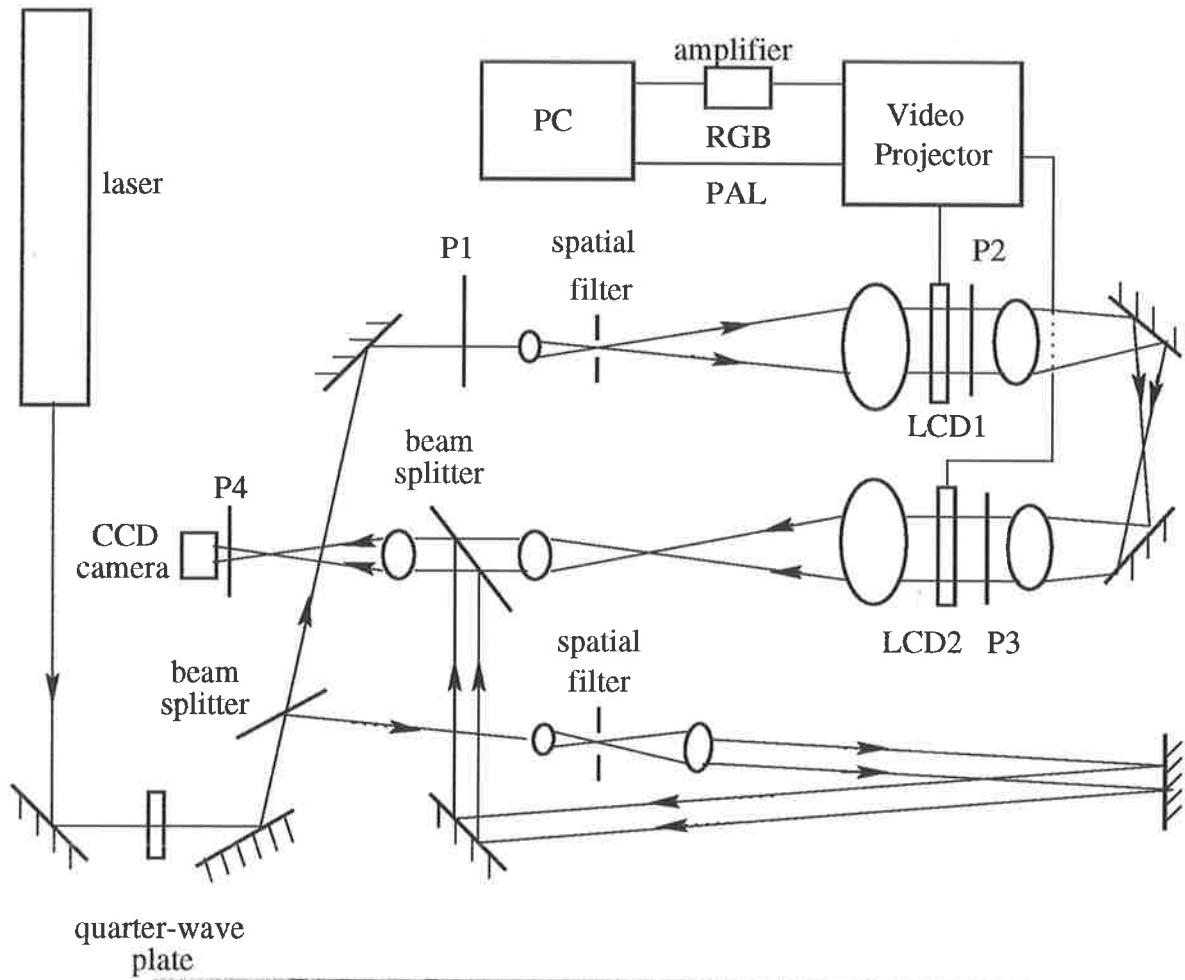 laser
PC
amplifier
RGB
PAL
Video
Projector
P1
spatial
filter
P2
LCD1
beam
splitter
P4
CCD
camera
LCD2
P3
beam
splitter
spatial
filter
quarter-wave
plate